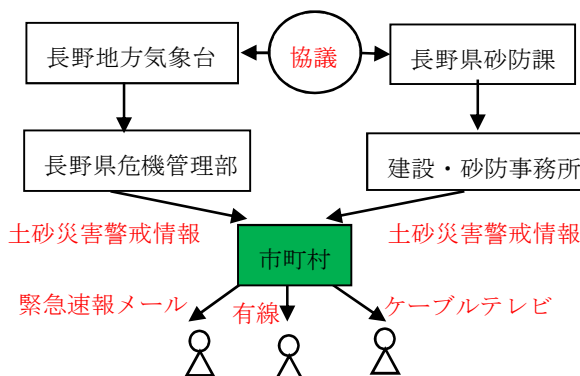 長野地方気象台
協議
長野県砂防課
長野県危機管理部
建設・砂防事務所
土砂災害警戒情報
土砂災害警戒情報
市町村
緊急速報メール
有線
ケーブルテレビ